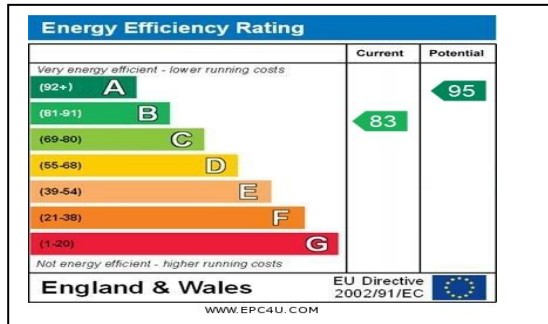 Energy Efficiency Rating
Current Potential
Very energy efficient - lower running costs
(92+) A 95
(81-91) B 83
(69-80) C
(55-68) D
(39-54) E
(21-38) F
(1-20) G
Not energy efficient - higher running costs
England & Wales EU Directive 2002/91/EC
WWW.EPC4U.COM